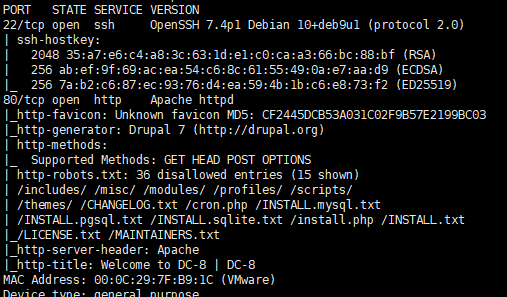 PORT   STATE SERVICE VERSION
22/tcp open  ssh     OpenSSH 7.4p1 Debian 10+deb9u1 (protocol 2.0)
| ssh-hostkey:
|   2048 35:a7:e6:c4:a8:3c:63:1d:e1:c0:ca:a3:66:bc:88:bf (RSA)
|   256 ab:ef:9f:69:ac:ea:54:c6:8c:61:55:49:0a:e7:aa:d9 (ECDSA)
|_  256 7a:b2:c6:87:ec:93:76:d4:ea:59:4b:1b:c6:e8:73:f2 (ED25519)
80/tcp open  http    Apache httpd
|_http-favicon: Unknown favicon MD5: CF2445DCB53A031C02F9B57E2199BC03
|_http-generator: Drupal 7 (http://drupal.org)
| http-methods:
|_  Supported Methods: GET HEAD POST OPTIONS
| http-robots.txt: 36 disallowed entries (15 shown)
| /includes/ /misc/ /modules/ /profiles/ /scripts/
| /themes/ /CHANGELOG.txt /cron.php /INSTALL.mysql.txt
| /INSTALL.pgsql.txt /INSTALL.sqlite.txt /install.php /INSTALL.txt
|_/LICENSE.txt /MAINTAINERS.txt
|_http-server-header: Apache
|_http-title: Welcome to DC-8 | DC-8
MAC Address: 00:0C:29:7F:B9:1C (VMware)
Device type: general purpose